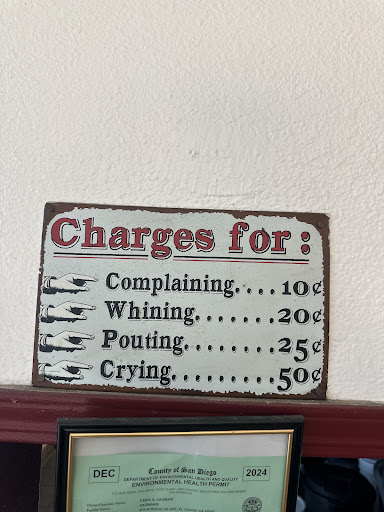 Charges for:
Complaining....10¢
Whining.......20¢
Pouting........25¢
Crying.........50¢
DEC
County of San Diego
2024
DEPARTMENT OF ENVIRONMENTAL HEALTH AND QUALITY
ENVIRONMENTAL HEALTH PERMIT